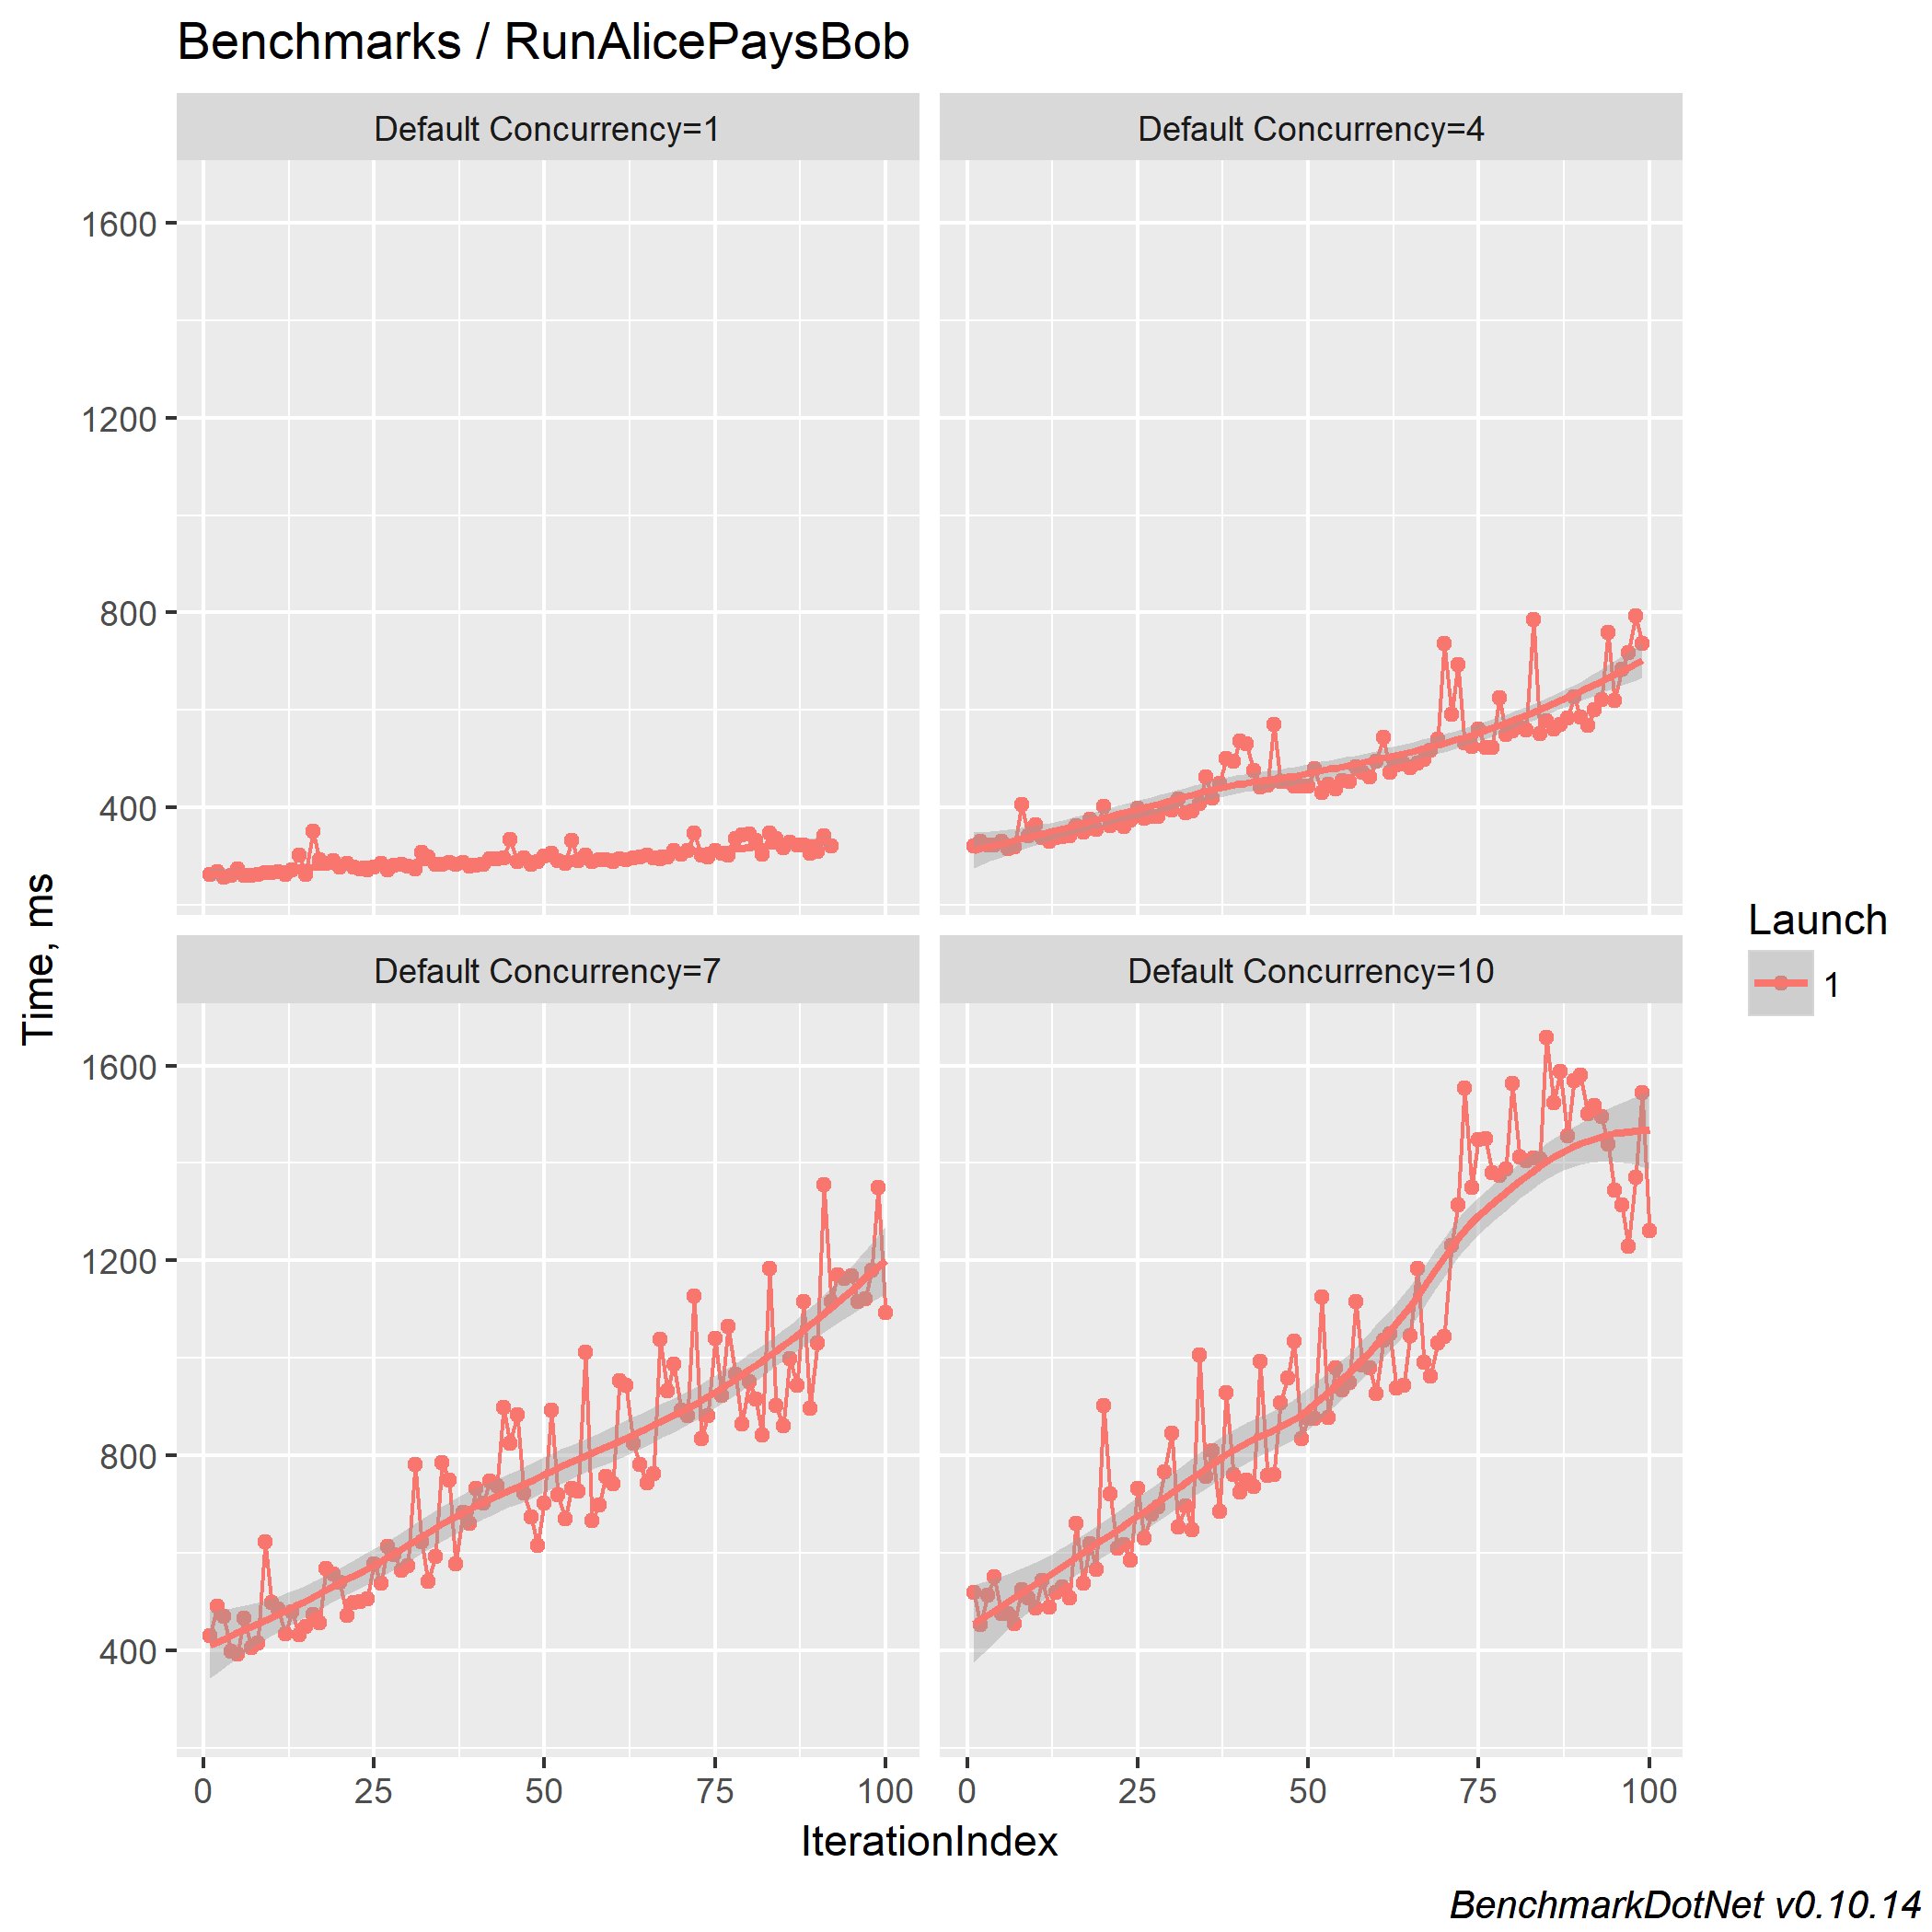 Benchmarks / RunAlicePaysBob
Default Concurrency=1
Default Concurrency=4
1600
1200
800
400
Default Concurrency=7
Default Concurrency=10
1600
1200
800
400
0 25 50 75 100
0 25 50 75 100
Time, ms
IterationIndex
Launch
1
BenchmarkDotNet v0.10.14